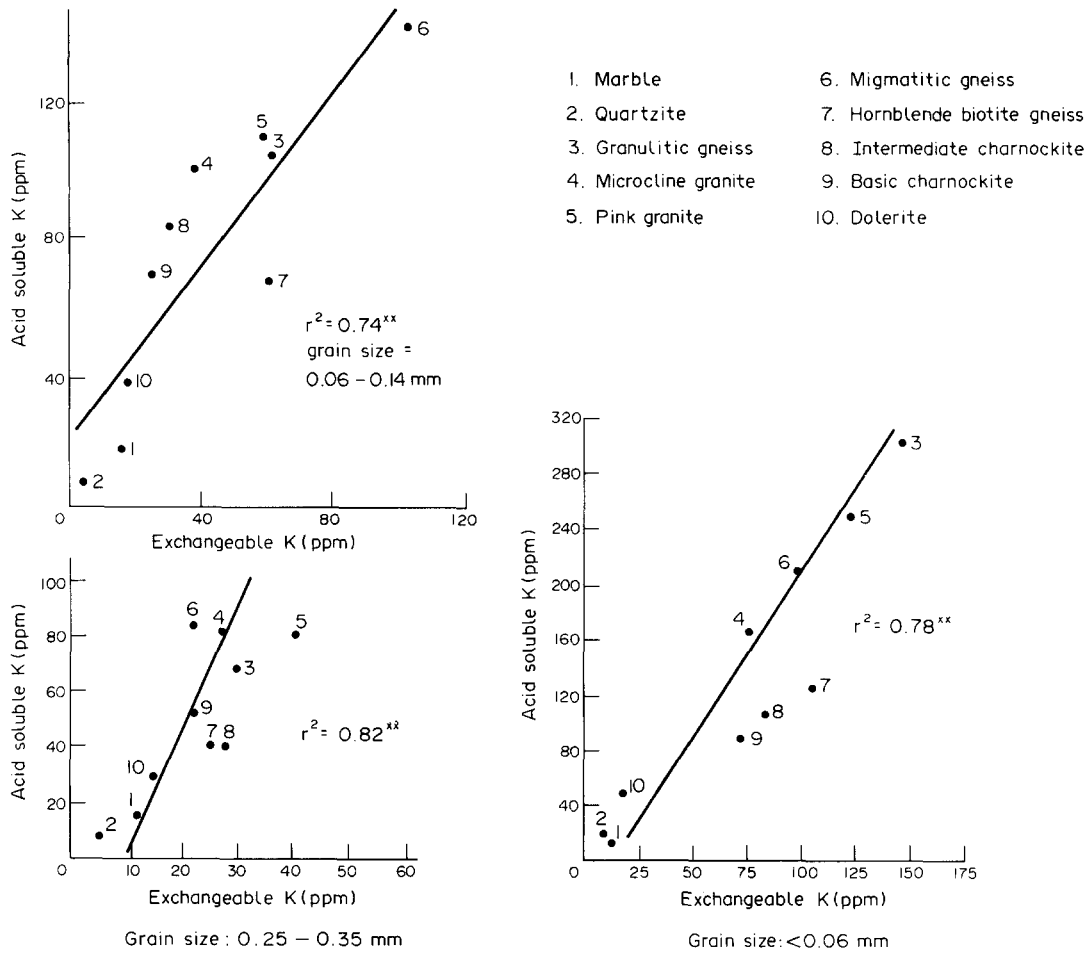 Acid soluble K (ppm)
120
80
40
0
40
80
120
Exchangeable K (ppm)
1
2
3
4
5
6
7
8
9
10
r² = 0.74ˣˣ
grain size =
0.06 – 0.14 mm
1. Marble
2. Quartzite
3. Granulitic gneiss
4. Microcline granite
5. Pink granite
6. Migmatitic gneiss
7. Hornblende biotite gneiss
8. Intermediate charnockite
9. Basic charnockite
10. Dolerite
Acid soluble K (ppm)
100
80
60
40
20
0
10
20
30
40
50
60
Exchangeable K (ppm)
6
4
5
3
9
7
8
10
1
2
r² = 0.82ˣˣ
Grain size : 0.25 – 0.35 mm
Acid soluble K (ppm)
320
280
240
200
160
120
80
40
0
25
50
75
100
125
150
175
Exchangeable K (ppm)
3
5
6
4
7
8
9
10
2
1
r² = 0.78ˣˣ
Grain size: <0.06 mm